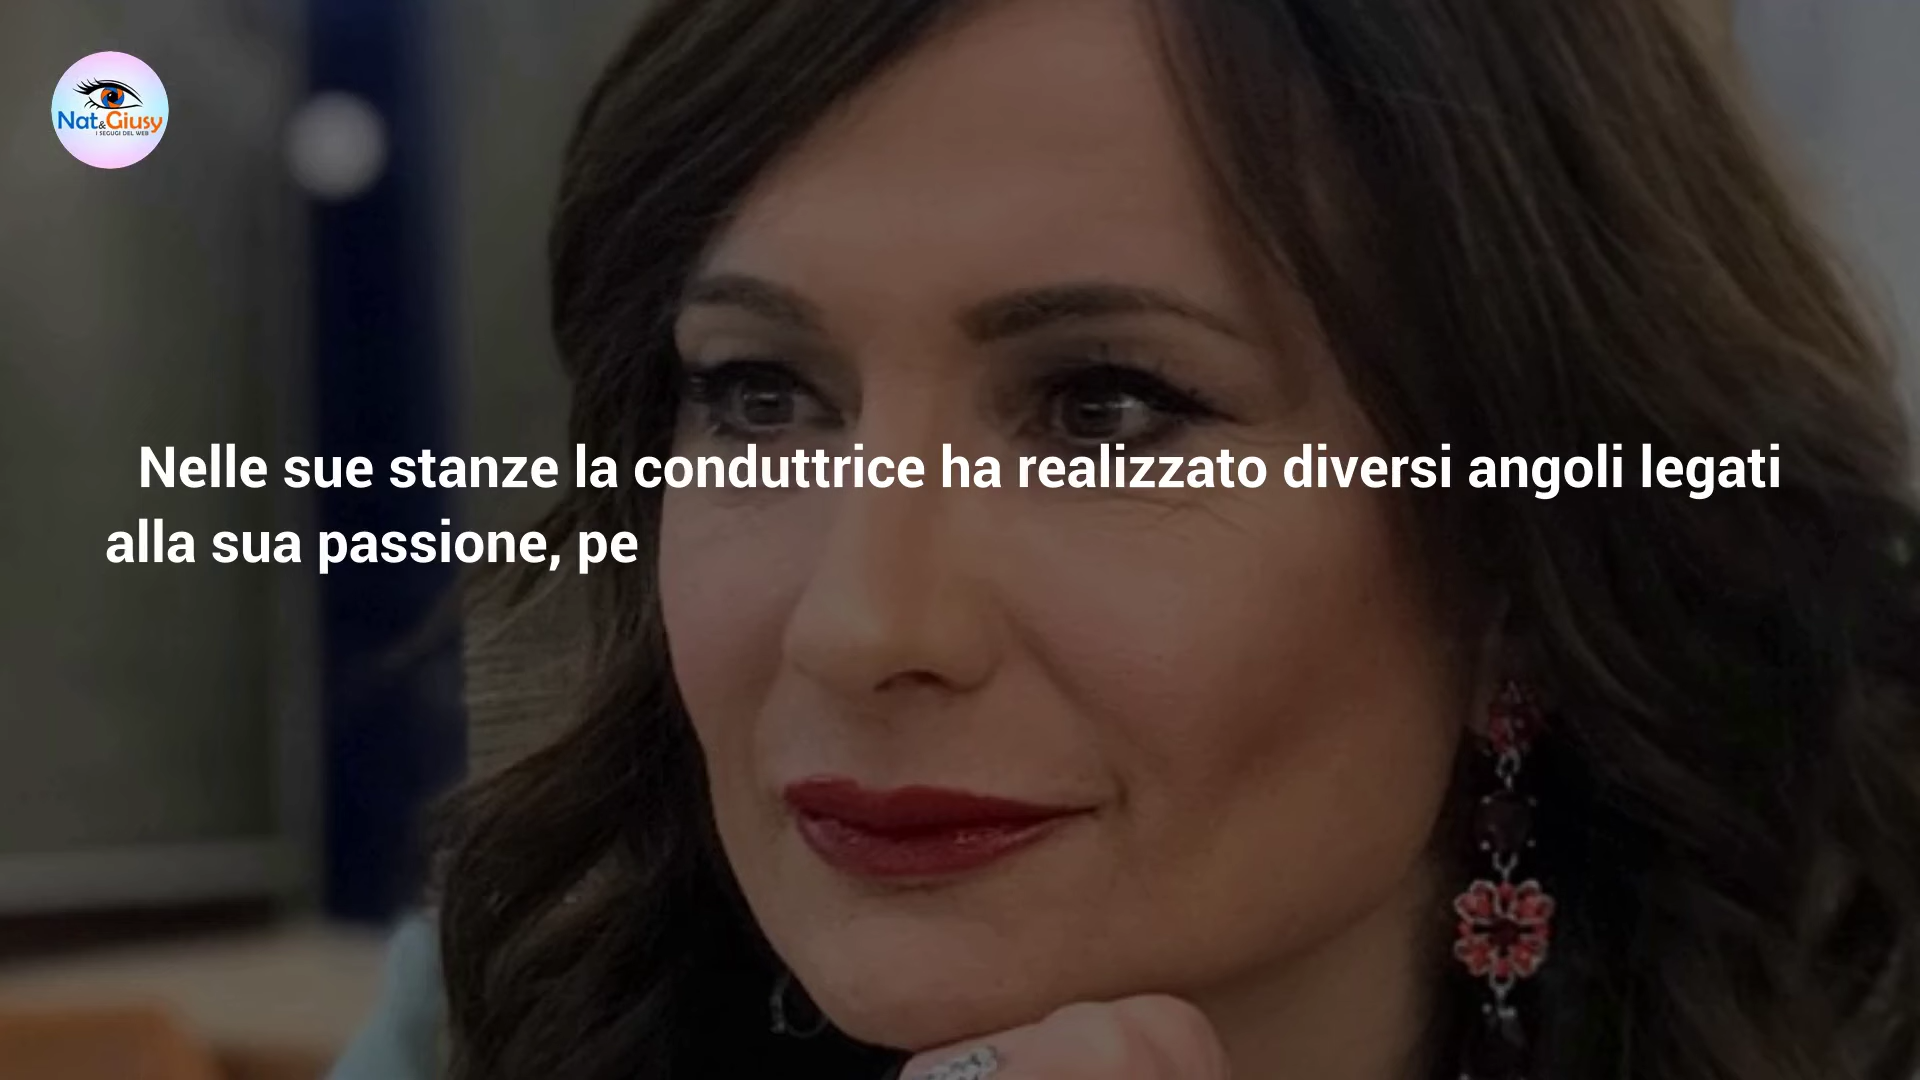 Nat&Giusy
I SEGUGI DEL WEB
Nelle sue stanze la conduttrice ha realizzato diversi angoli legati
alla sua passione, pe